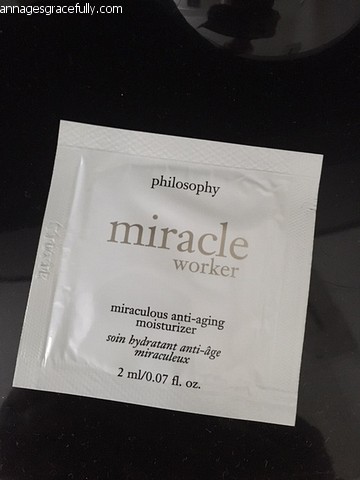 annagesgracefully.com
philosophy
miracle
worker
miraculous anti-aging
moisturizer
soin hydratant anti-âge
miraculeux
2 ml/0.07 fl. oz.